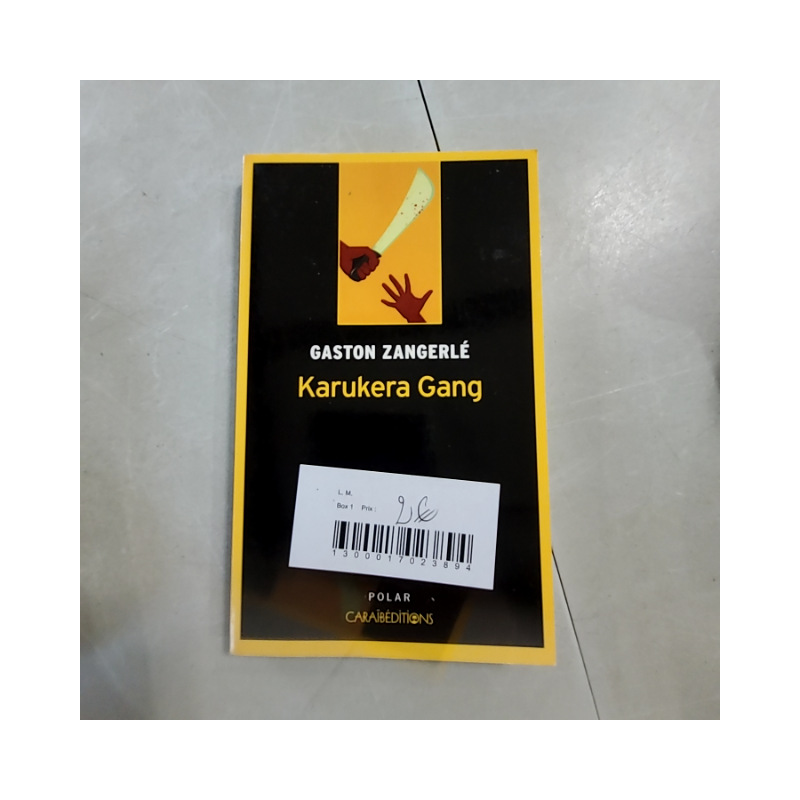 GASTON ZANGERLÉ
Karukera Gang
L. M.
Box 1 Prix :
1300017023894
POLAR
CARAÏBÉDITIONS